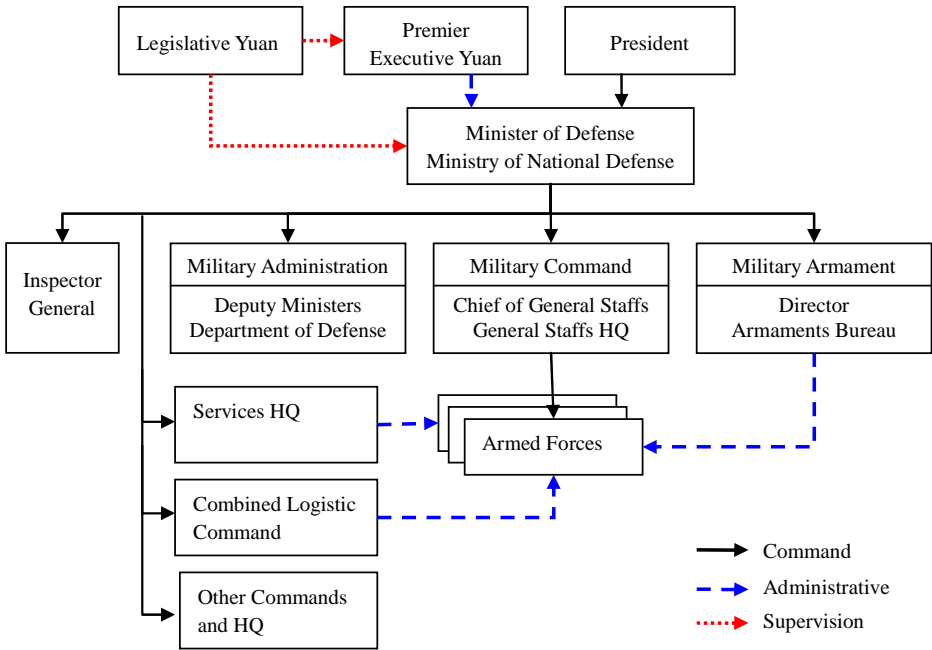 Legislative Yuan
Premier
Executive Yuan
President
Minister of Defense
Ministry of National Defense
Inspector
General
Military Administration
Deputy Ministers
Department of Defense
Military Command
Chief of General Staffs
General Staffs HQ
Military Armament
Director
Armaments Bureau
Services HQ
Armed Forces
Combined Logistic
Command
Other Commands
and HQ
Command
Administrative
Supervision